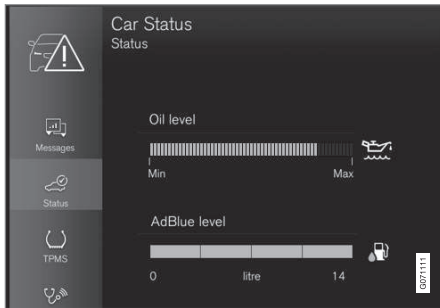 Car Status
Status
Messages
Status
TPMS
Oil level
Min Max
AdBlue level
0 litre 14
G071111